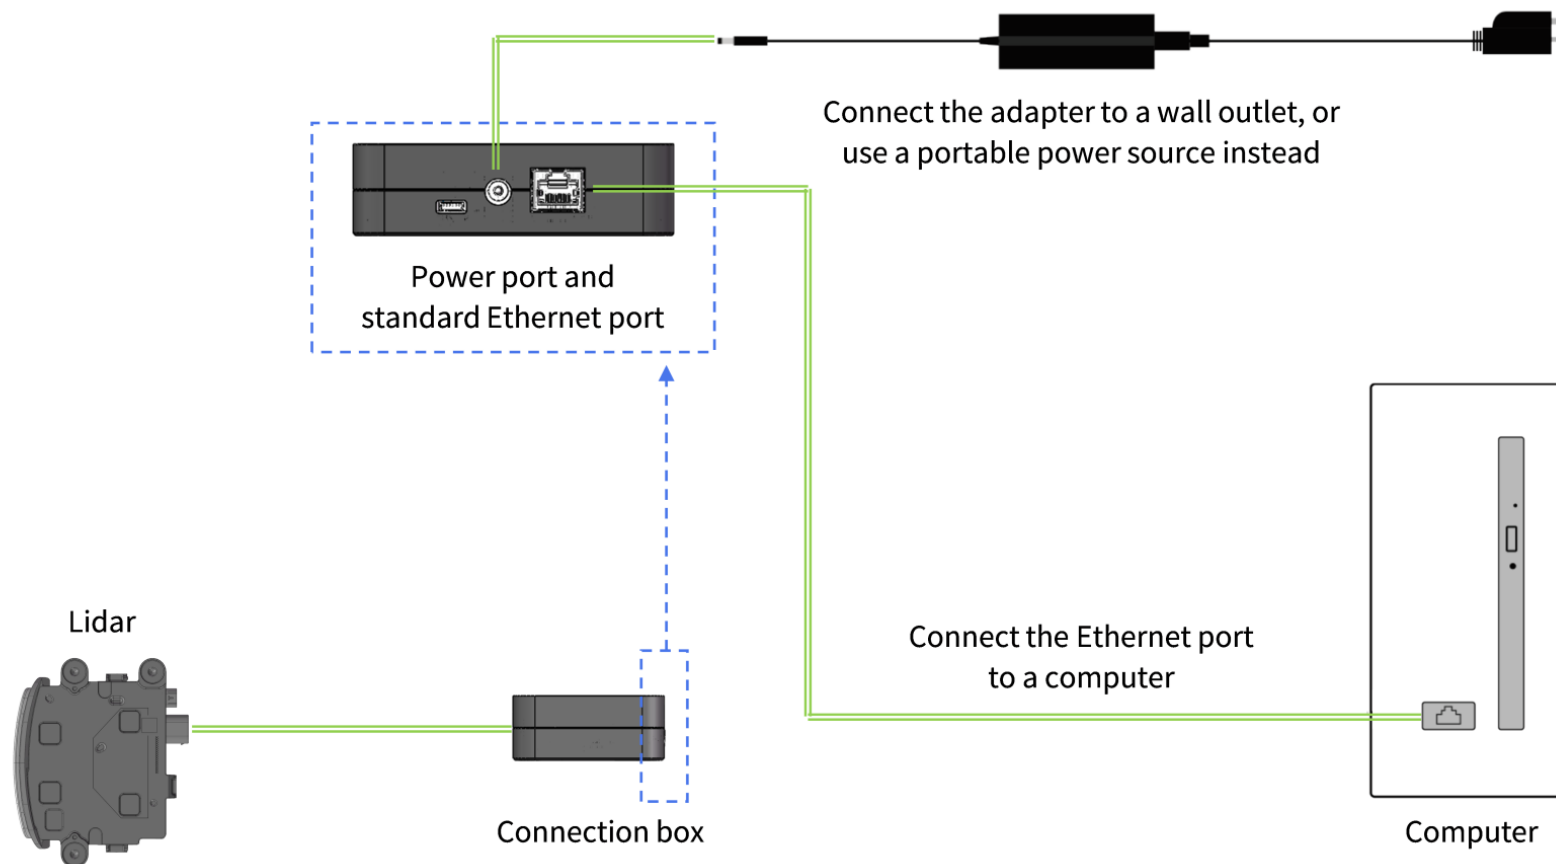 Connect the adapter to a wall outlet, or
use a portable power source instead
Power port and
standard Ethernet port
Lidar
Connect the Ethernet port
to a computer
Connection box
Computer